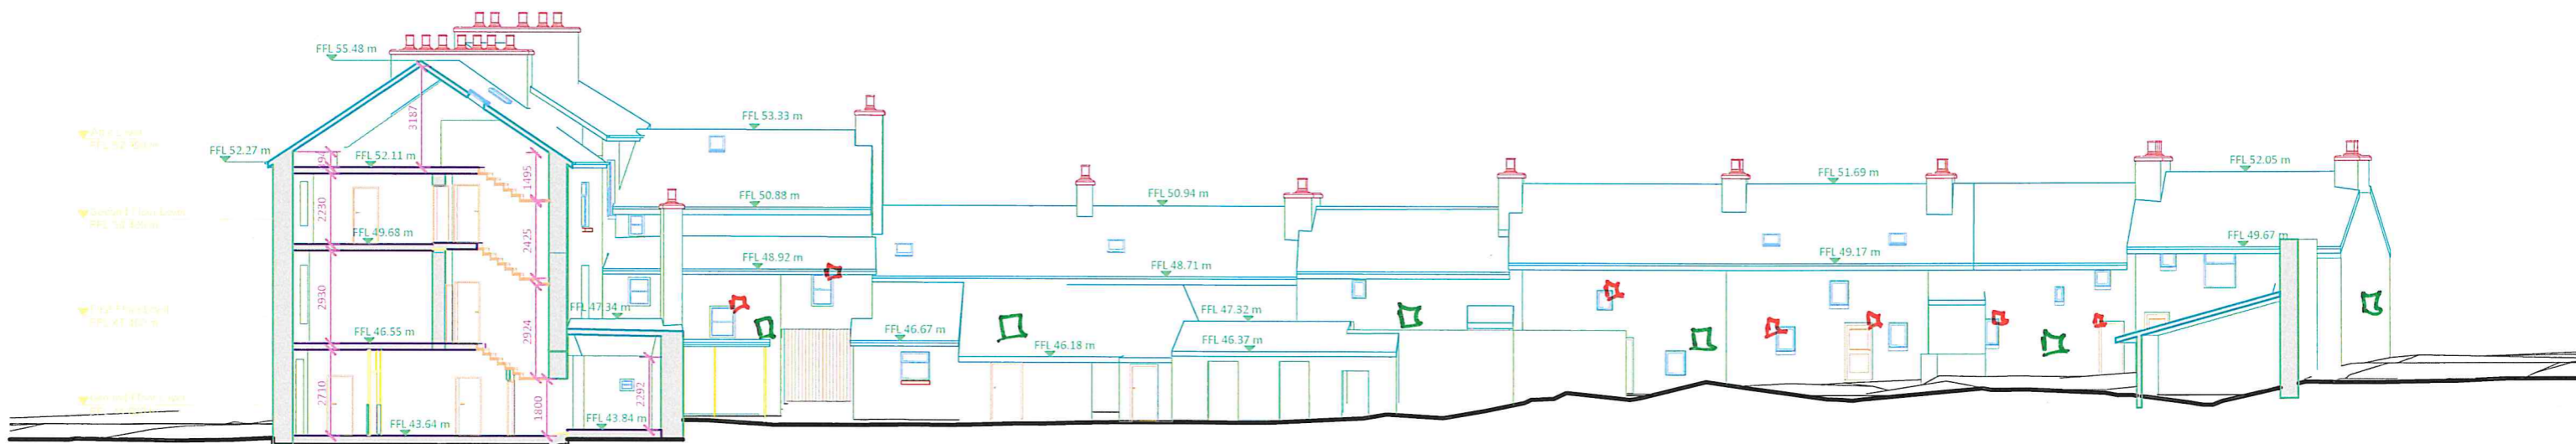 FFL 55.48 m
FFL 53.33 m
3187
FFL 52.27 m
FFL 52.11 m
FFL 51.69 m
FFL 52.05 m
1495
FFL 50.88 m
FFL 50.94 m
2230
FFL 49.68 m
2425
FFL 48.92 m
FFL 48.71 m
FFL 49.17 m
FFL 49.67 m
2930
FFL 47.34 m
FFL 47.32 m
FFL 46.55 m
2924
FFL 46.67 m
FFL 46.18 m
FFL 46.37 m
2710
1800
2292
FFL 43.64 m
FFL 43.84 m